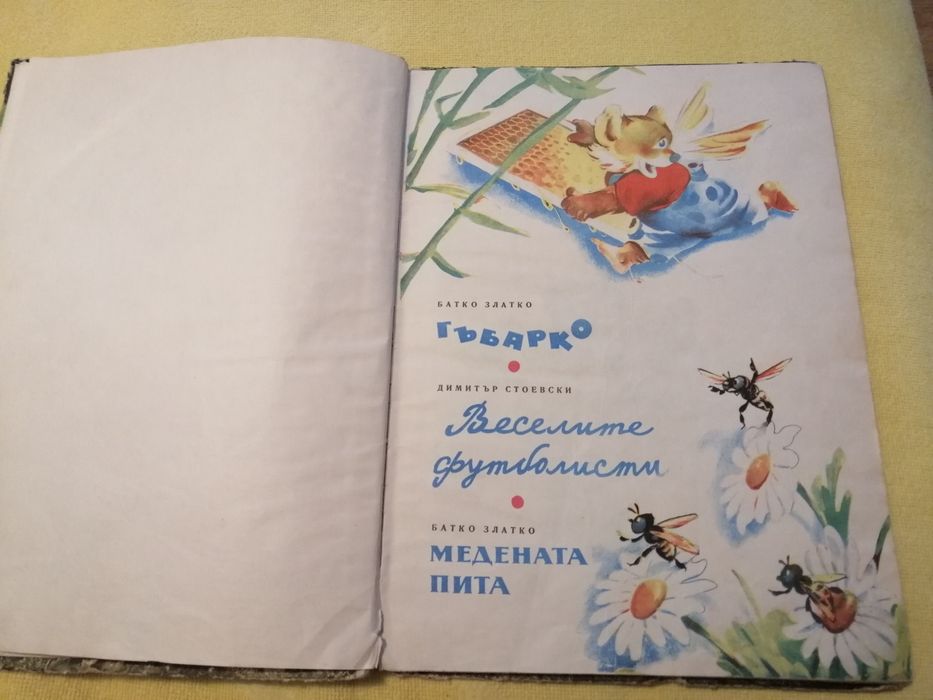 БАТКО ЗЛАТКО
ГЪБАРКО
ДИМИТЪР СТОЕВСКИ
Веселите
футболисти
БАТКО ЗЛАТКО
МЕДЕНАТА
ПИТА